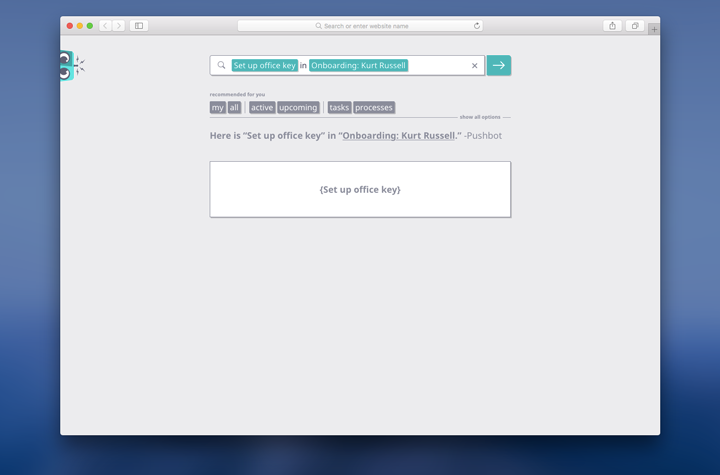 Search or enter website name
Set up office key in Onboarding: Kurt Russell
recommended for you
my all active upcoming tasks processes
show all options
Here is “Set up office key” in “Onboarding: Kurt Russell.” -Pushbot
{Set up office key}